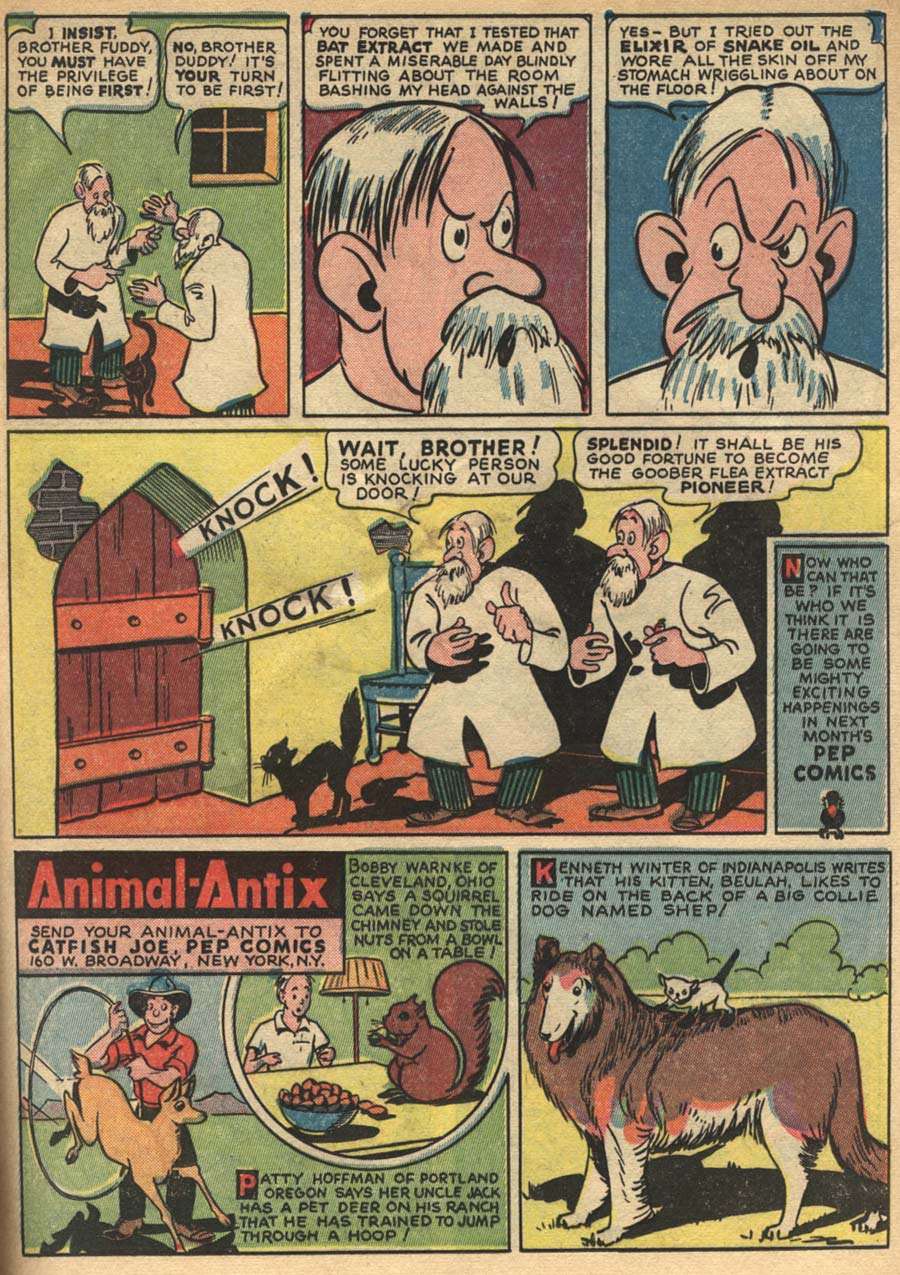 I INSIST,
BROTHER FUDDY,
YOU MUST HAVE
THE PRIVILEGE
OF BEING FIRST!
NO, BROTHER
DUDDY! IT'S
YOUR TURN
TO BE FIRST!
YOU FORGET THAT I TESTED THAT
BAT EXTRACT WE MADE AND
SPENT A MISERABLE DAY BLINDLY
FLITTING ABOUT THE ROOM
BASHING MY HEAD AGAINST THE
WALLS!
YES- BUT I TRIED OUT THE
ELIXIR OF SNAKE OIL AND
WORE ALL THE SKIN OFF MY
STOMACH WRIGGLING ABOUT ON
THE FLOOR!
KNOCK!
KNOCK!
WAIT, BROTHER!
SOME LUCKY PERSON
IS KNOCKING AT OUR
DOOR!
SPLENDID! IT SHALL BE HIS
GOOD FORTUNE TO BECOME
THE GOOBER FLEA EXTRACT
PIONEER!
NOW WHO
CAN THAT
BE? IF IT'S
WHO WE
THINK IT IS
THERE ARE
GOING TO
BE SOME
MIGHTY
EXCITING
HAPPENINGS
IN NEXT
MONTH'S
PEP
COMICS
Animal-Antix
SEND YOUR ANIMAL-ANTIX TO
CATFISH JOE, PEP COMICS
160 W. BROADWAY, NEW YORK, N.Y.
BOBBY WARNKE OF
CLEVELAND, OHIO
SAYS A SQUIRREL
CAME DOWN THE
CHIMNEY AND STOLE
NUTS FROM A BOWL
ON A TABLE!
PATTY HOFFMAN OF PORTLAND
OREGON SAYS HER UNCLE JACK
HAS A PET DEER ON HIS RANCH
THAT HE HAS TRAINED TO JUMP
THROUGH A HOOP!
KENNETH WINTER OF INDIANAPOLIS WRITES
THAT HIS KITTEN, BEULAH, LIKES TO
RIDE ON THE BACK OF A BIG COLLIE
DOG NAMED SHEP!